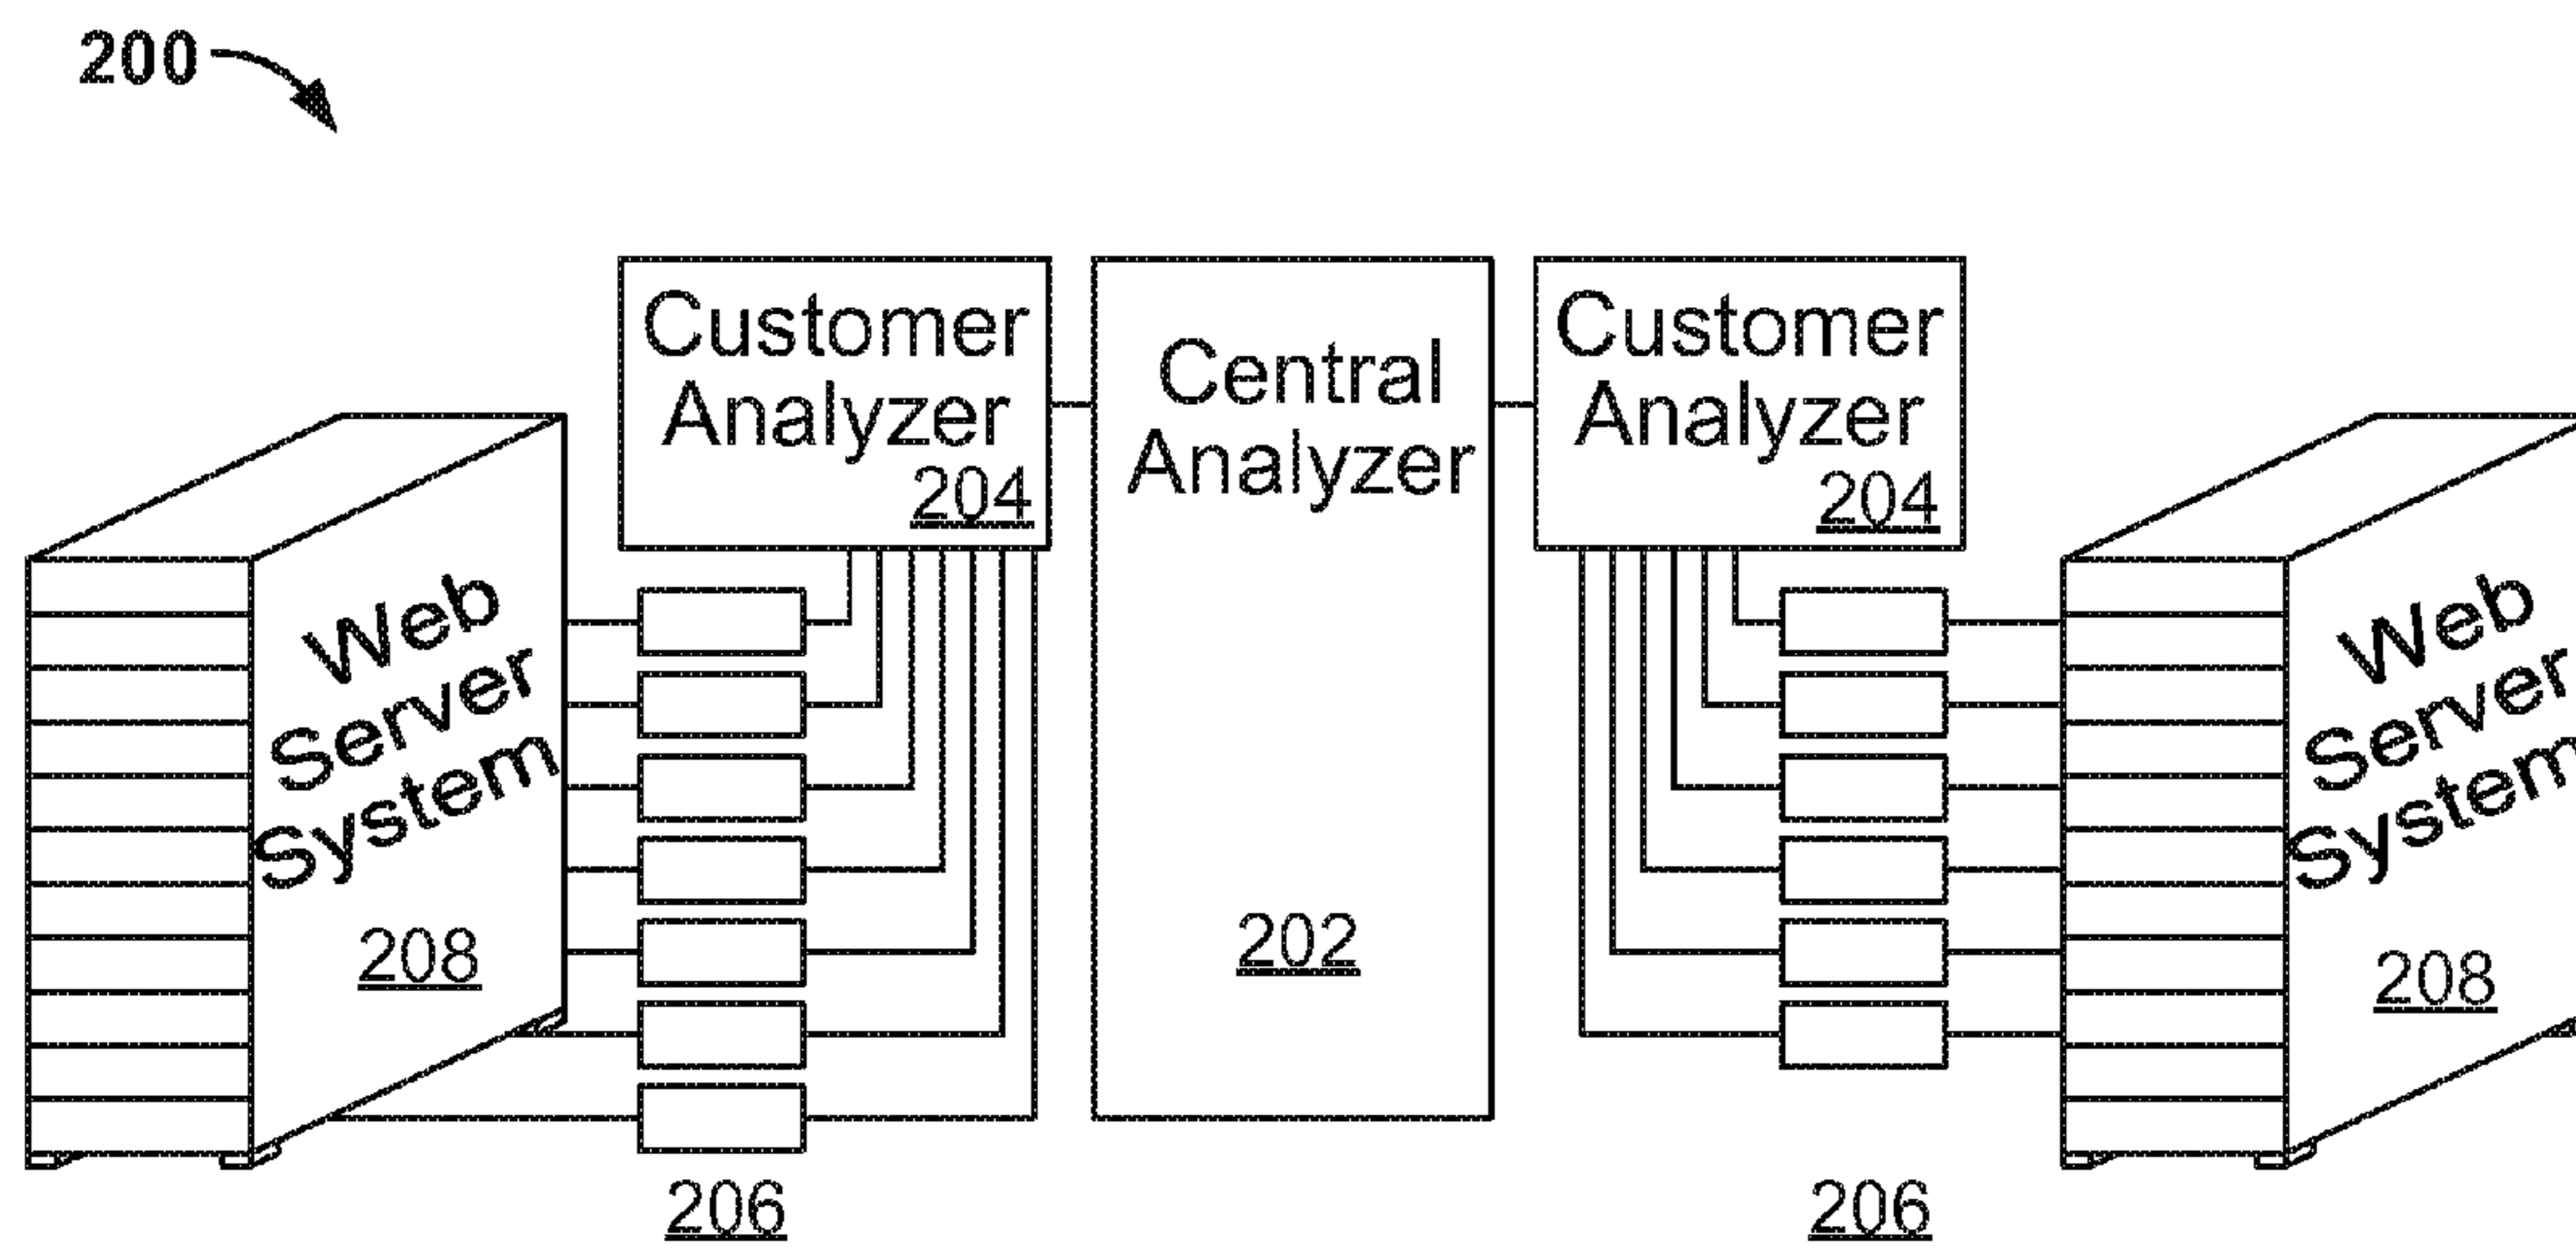 200
Customer
Analyzer
204
Central
Analyzer
202
Customer
Analyzer
204
Web
Server
System
208
Web
Server
System
208
206
206